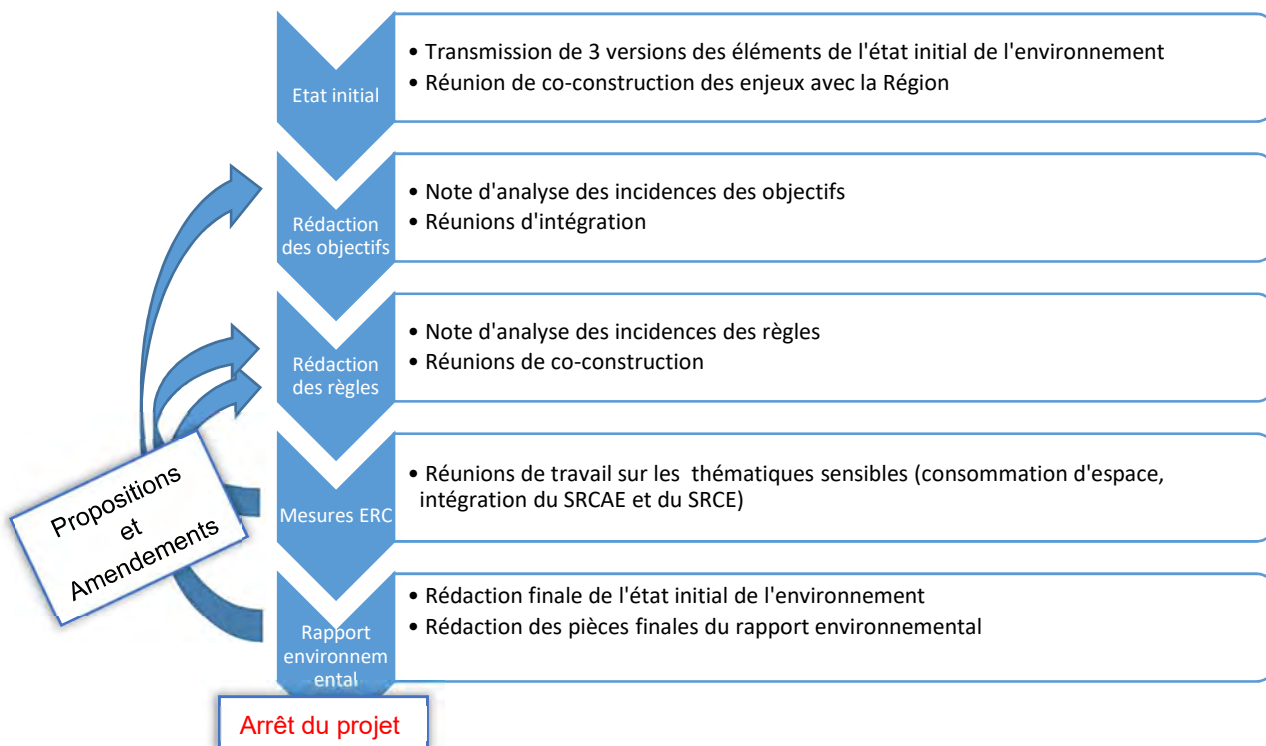 Etat initial
• Transmission de 3 versions des éléments de l'état initial de l'environnement
• Réunion de co-construction des enjeux avec la Région
Rédaction
des objectifs
• Note d'analyse des incidences des objectifs
• Réunions d'intégration
Rédaction
des règles
• Note d'analyse des incidences des règles
• Réunions de co-construction
Mesures ERC
• Réunions de travail sur les thématiques sensibles (consommation d'espace,
intégration du SRCAE et du SRCE)
Propositions
et
Amendements
Rapport
environnem
ental
• Rédaction finale de l'état initial de l'environnement
• Rédaction des pièces finales du rapport environnemental
Arrêt du projet